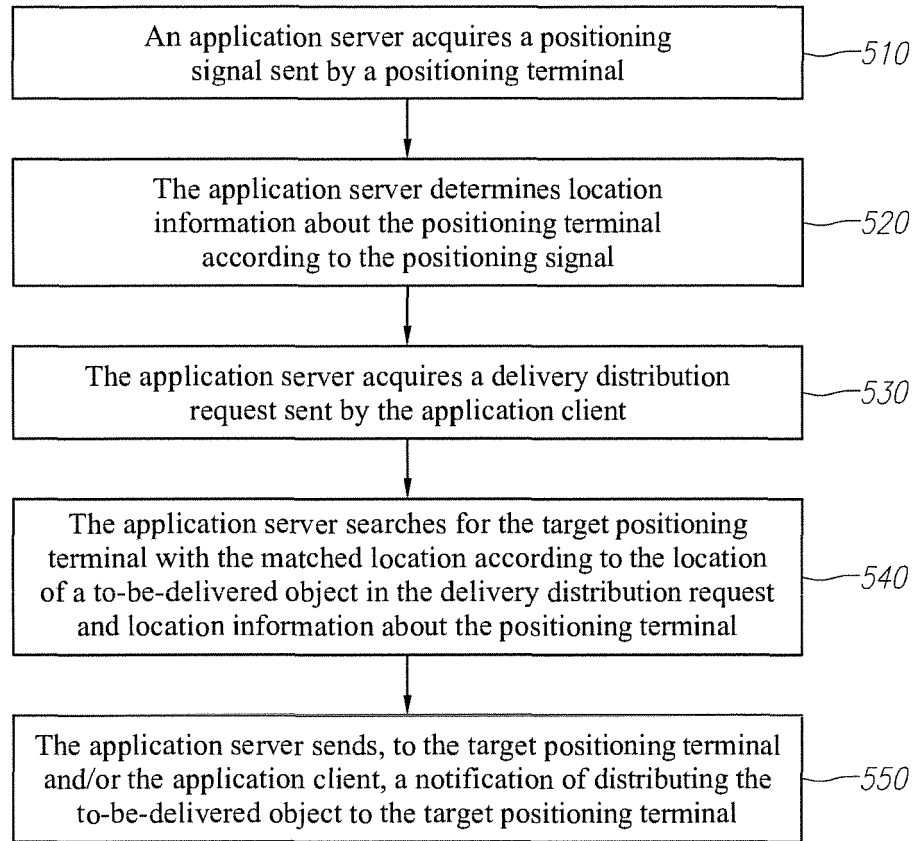 An application server acquires a positioning
signal sent by a positioning terminal
510
The application server determines location
information about the positioning terminal
according to the positioning signal
520
The application server acquires a delivery distribution
request sent by the application client
530
The application server searches for the target positioning
terminal with the matched location according to the location
of a to-be-delivered object in the delivery distribution request
and location information about the positioning terminal
540
The application server sends, to the target positioning terminal
and/or the application client, a notification of distributing the
to-be-delivered object to the target positioning terminal
550